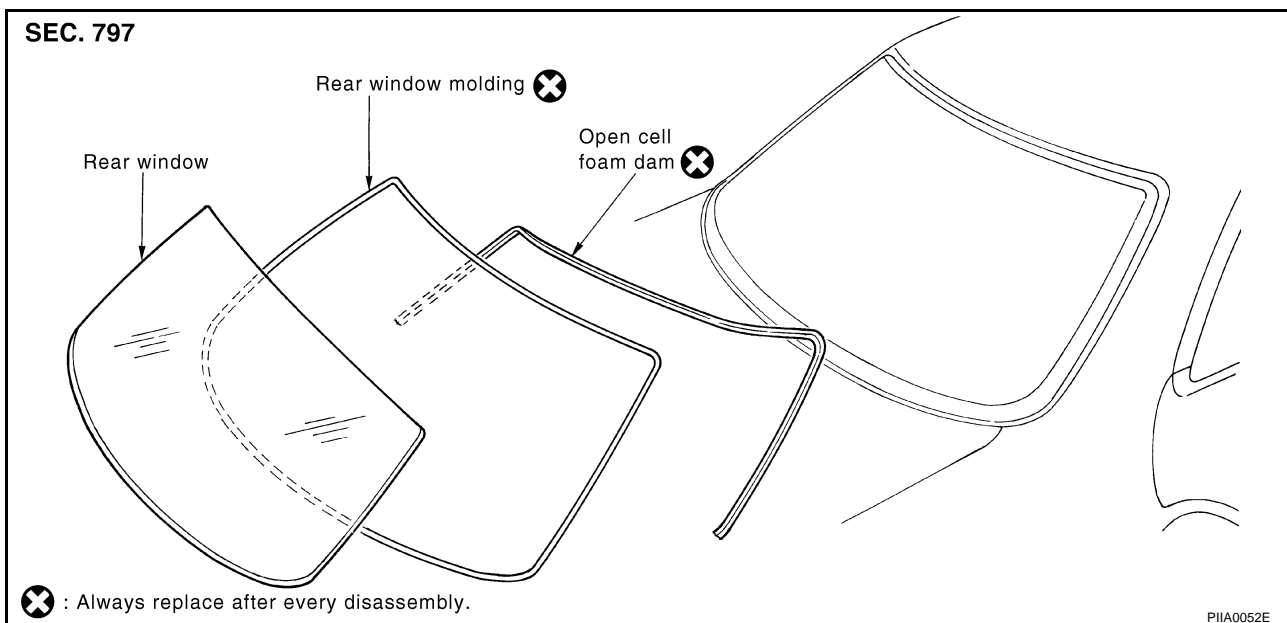 SEC. 797
Rear window molding
Open cell
foam dam
Rear window
: Always replace after every disassembly.
PIIA0052E